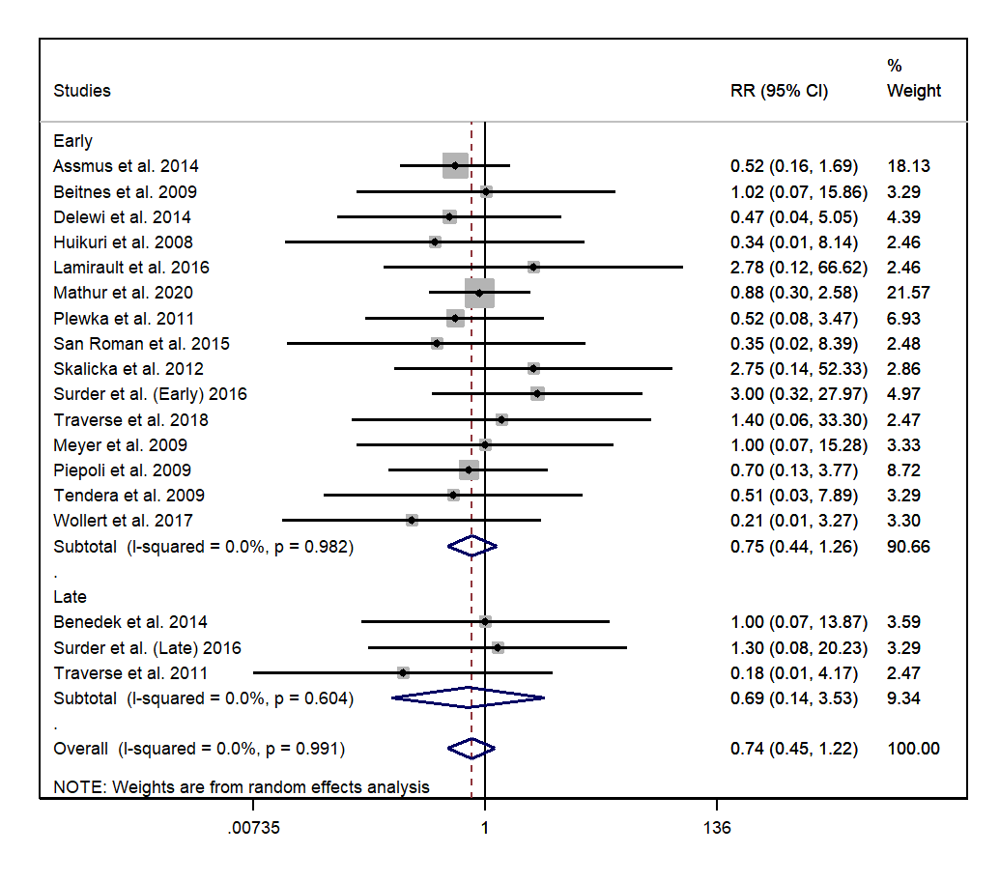 %
Studies RR (95% CI) Weight
Early
Assmus et al. 2014 0.52 (0.16, 1.69) 18.13
Beitnes et al. 2009 1.02 (0.07, 15.86) 3.29
Delewi et al. 2014 0.47 (0.04, 5.05) 4.39
Huikuri et al. 2008 0.34 (0.01, 8.14) 2.46
Lamirault et al. 2016 2.78 (0.12, 66.62) 2.46
Mathur et al. 2020 0.88 (0.30, 2.58) 21.57
Plewka et al. 2011 0.52 (0.08, 3.47) 6.93
San Roman et al. 2015 0.35 (0.02, 8.39) 2.48
Skalicka et al. 2012 2.75 (0.14, 52.33) 2.86
Surder et al. (Early) 2016 3.00 (0.32, 27.97) 4.97
Traverse et al. 2018 1.40 (0.06, 33.30) 2.47
Meyer et al. 2009 1.00 (0.07, 15.28) 3.33
Piepoli et al. 2009 0.70 (0.13, 3.77) 8.72
Tendera et al. 2009 0.51 (0.03, 7.89) 3.29
Wollert et al. 2017 0.21 (0.01, 3.27) 3.30
Subtotal (I-squared = 0.0%, p = 0.982) 0.75 (0.44, 1.26) 90.66
.
Late
Benedek et al. 2014 1.00 (0.07, 13.87) 3.59
Surder et al. (Late) 2016 1.30 (0.08, 20.23) 3.29
Traverse et al. 2011 0.18 (0.01, 4.17) 2.47
Subtotal (I-squared = 0.0%, p = 0.604) 0.69 (0.14, 3.53) 9.34
.
Overall (I-squared = 0.0%, p = 0.991) 0.74 (0.45, 1.22) 100.00
NOTE: Weights are from random effects analysis
.00735 1 136